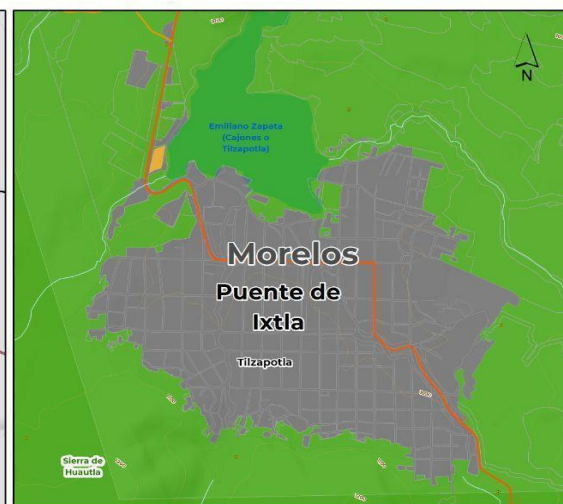 N
Emiliano Zapata
(Cajones o
Tilzapotla)
Morelos
Puente de
Ixtla
Tilzapotla
Sierra de
Huautla